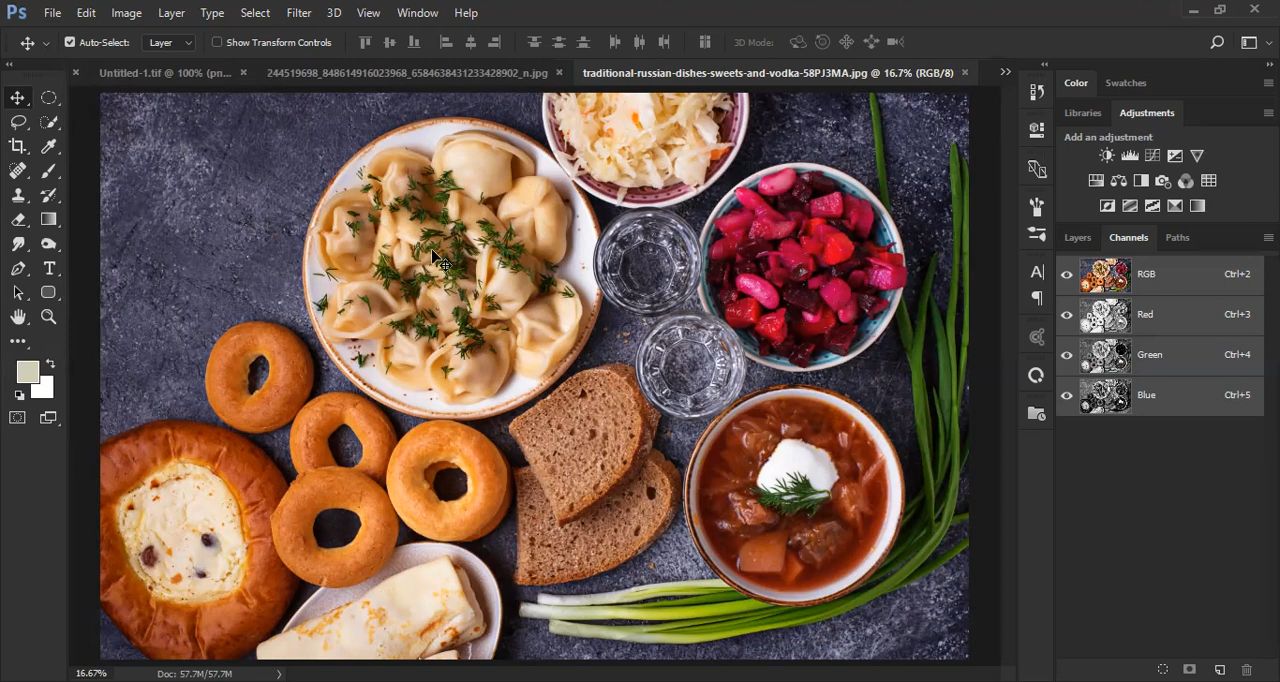 Ps File Edit Image Layer Type Select Filter 3D View Window Help
Auto-Select: Layer Show Transform Controls 3D Mode:
Untitled-1.tif @ 100% (pn... × 244519698_848614916023968_6584638431233428902_n.jpg × traditional-russian-dishes-sweets-and-vodka-58PJ3MA.jpg @ 16.7% (RGB/8) ×
Color Swatches
Libraries Adjustments
Add an adjustment
Layers Channels Paths
RGB Ctrl+2
Red Ctrl+3
Green Ctrl+4
Blue Ctrl+5
16.67% Doc: 57.7M/57.7M